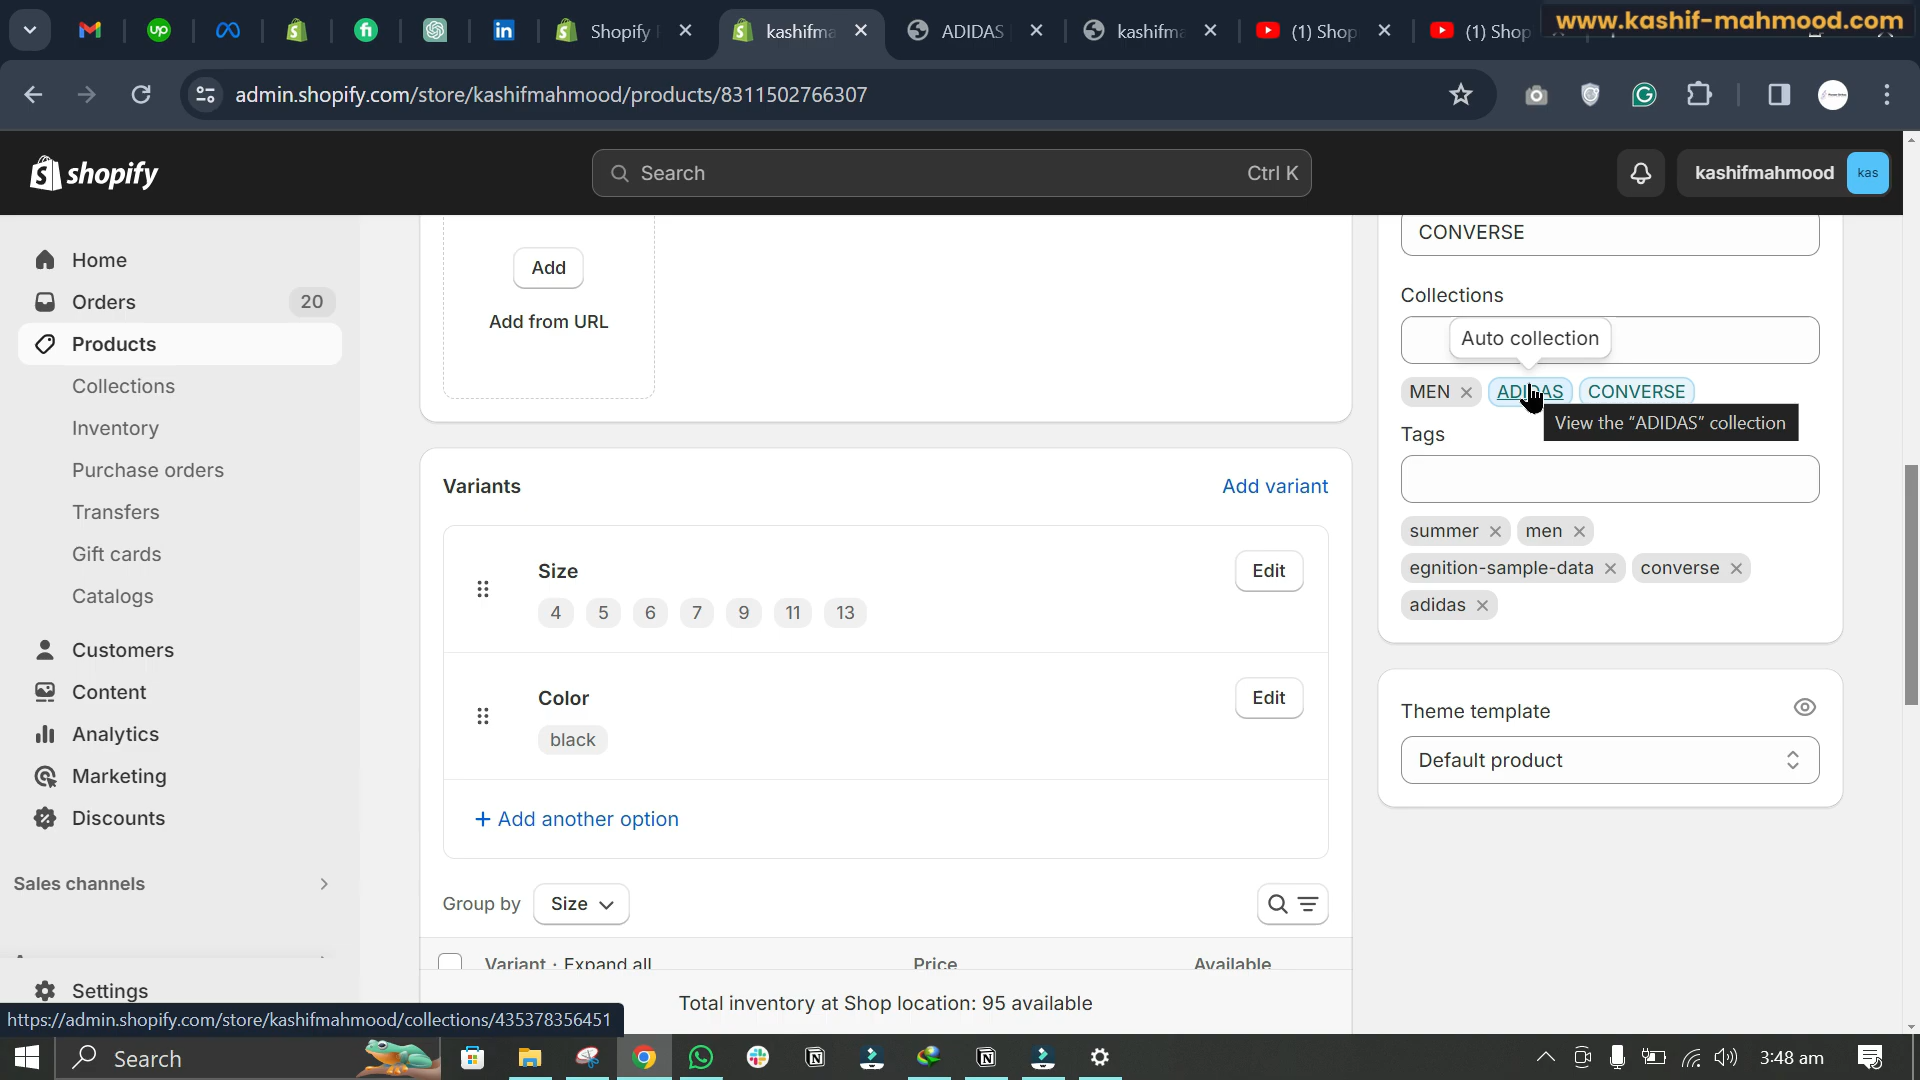 Shopify
kashifma
ADIDAS
kashifma
(1) Shop
(1) Shop
www.kashif-mahmood.com
admin.shopify.com/store/kashifmahmood/products/8311502766307
shopify
Search
Ctrl K
kashifmahmood
kas
Home
Orders
20
Products
Collections
Inventory
Purchase orders
Transfers
Gift cards
Catalogs
Customers
Content
Analytics
Marketing
Discounts
Sales channels
Settings
Add
Add from URL
Variants
Add variant
Size
Edit
4 5 6 7 9 11 13
Color
Edit
black
+ Add another option
Group by
Size
Variant · Expand all
Price
Available
Total inventory at Shop location: 95 available
CONVERSE
Collections
Auto collection
MEN ADIDAS CONVERSE
View the “ADIDAS” collection
Tags
summer men
egnition-sample-data converse
adidas
Theme template
Default product
https://admin.shopify.com/store/kashifmahmood/collections/435378356451
Search
3:48 am